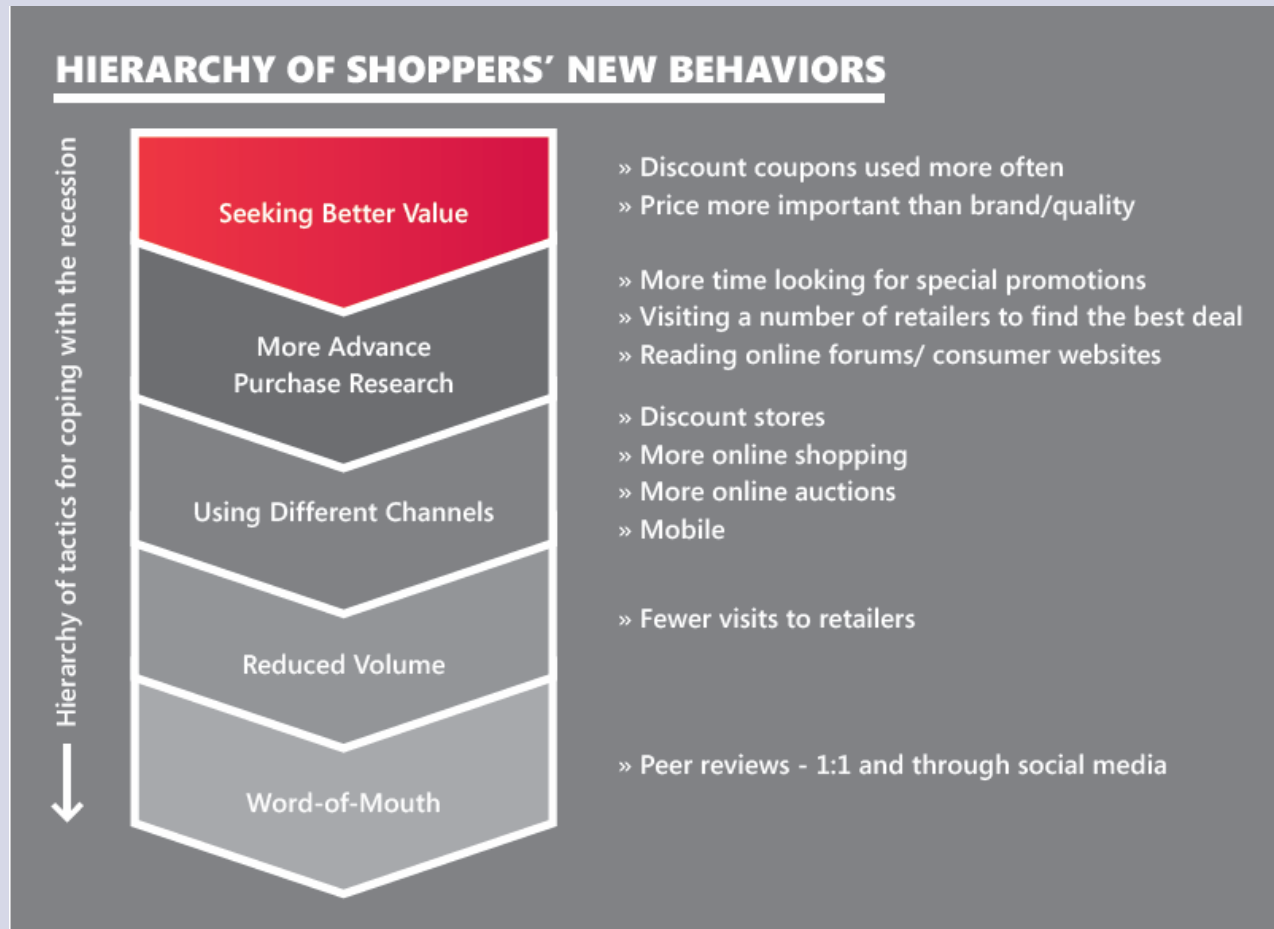 HIERARCHY OF SHOPPERS’ NEW BEHAVIORS
Hierarchy of tactics for coping with the recession
Seeking Better Value
» Discount coupons used more often
» Price more important than brand/quality
More Advance
Purchase Research
» More time looking for special promotions
» Visiting a number of retailers to find the best deal
» Reading online forums/ consumer websites
Using Different Channels
» Discount stores
» More online shopping
» More online auctions
» Mobile
Reduced Volume
» Fewer visits to retailers
Word-of-Mouth
» Peer reviews - 1:1 and through social media